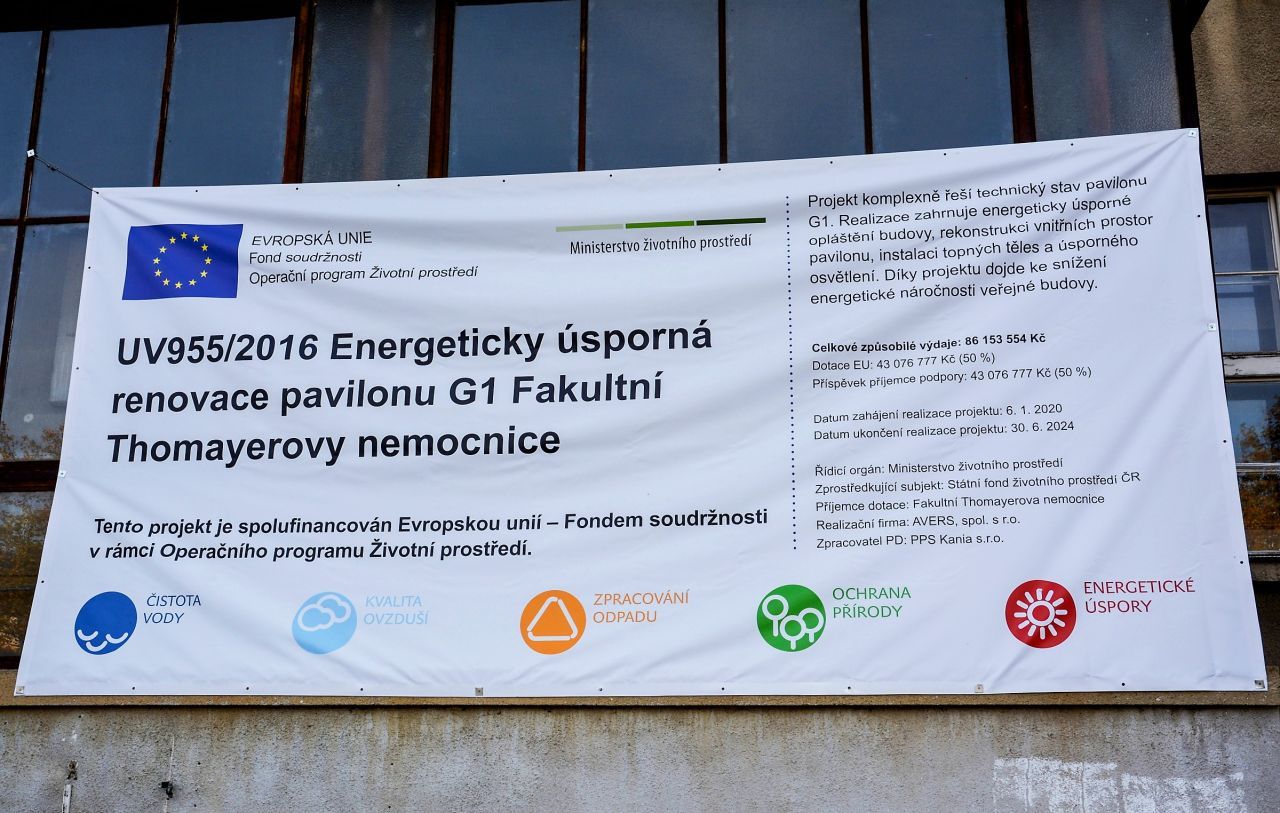 EVROPSKÁ UNIE
Fond soudržnosti
Operační program Životní prostředí
Ministerstvo životního prostředí
UV955/2016 Energeticky úsporná
renovace pavilonu G1 Fakultní
Thomayerovy nemocnice
Tento projekt je spolufinancován Evropskou unií – Fondem soudržnosti
v rámci Operačního programu Životní prostředí.
Projekt komplexně řeší technický stav pavilonu
G1. Realizace zahrnuje energeticky úsporné
opláštění budovy, rekonstrukci vnitřních prostor
pavilonu, instalaci topných těles a úsporného
osvětlení. Díky projektu dojde ke snížení
energetické náročnosti veřejné budovy.
Celkové způsobilé výdaje: 86 153 554 Kč
Dotace EU: 43 076 777 Kč (50 %)
Příspěvek příjemce podpory: 43 076 777 Kč (50 %)
Datum zahájení realizace projektu: 6. 1. 2020
Datum ukončení realizace projektu: 30. 6. 2024
Řídicí orgán: Ministerstvo životního prostředí
Zprostředkující subjekt: Státní fond životního prostředí ČR
Příjemce dotace: Fakultní Thomayerova nemocnice
Realizační firma: AVERS, spol. s r.o.
Zpracovatel PD: PPS Kania s.r.o.
ČISTOTA
VODY
KVALITA
OVZDUŠÍ
ZPRACOVÁNÍ
ODPADU
OCHRANA
PŘÍRODY
ENERGETICKÉ
ÚSPORY